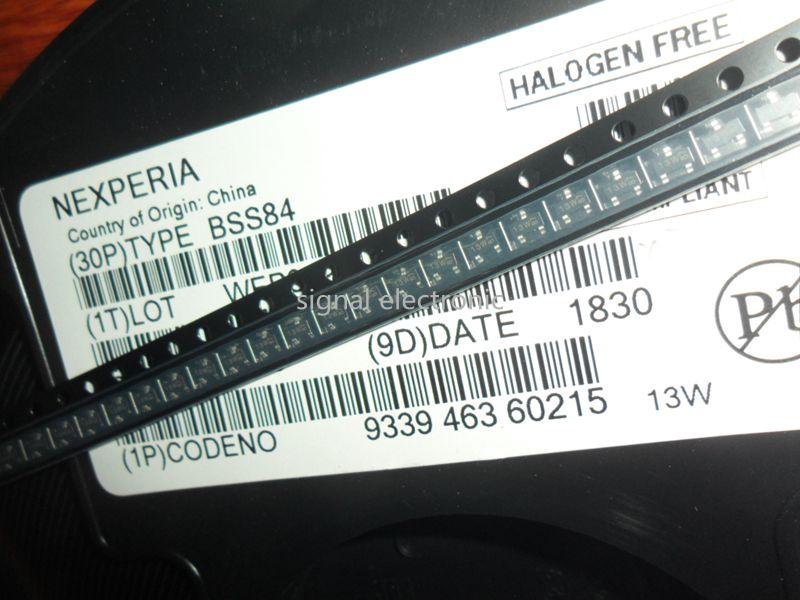 HALOGEN FREE
NEXPERIA
Country of Origin: China
(30P)TYPE BSS84
(1T)LOT
signal electronic
(9D)DATE 1830
(1P)CODENO 9339 463 60215 13W
13W